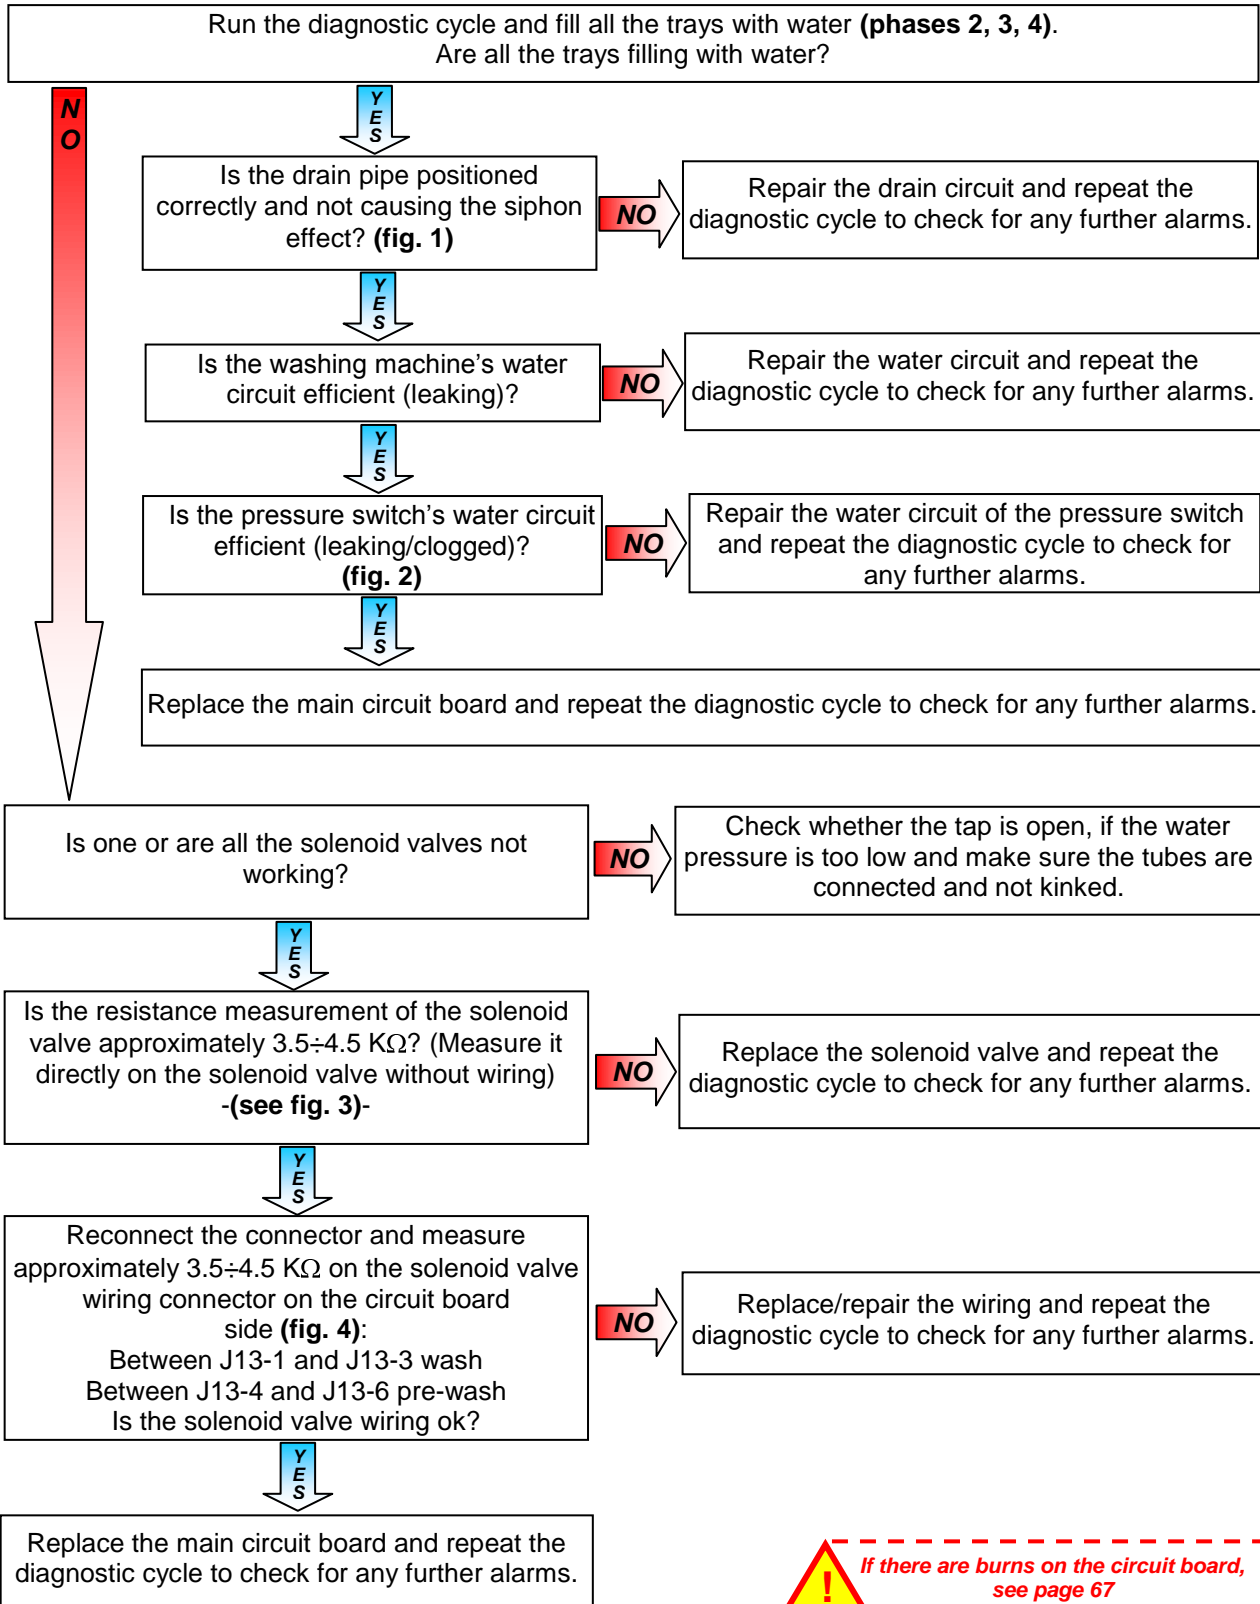 Run the diagnostic cycle and fill all the trays with water (phases 2, 3, 4).
Are all the trays filling with water?
N
O
Y
E
S
Is the drain pipe positioned
correctly and not causing the siphon
effect? (fig. 1)
NO
Repair the drain circuit and repeat the
diagnostic cycle to check for any further alarms.
Y
E
S
Is the washing machine's water
circuit efficient (leaking)?
NO
Repair the water circuit and repeat the
diagnostic cycle to check for any further alarms.
Y
E
S
Is the pressure switch's water circuit
efficient (leaking/clogged)?
(fig. 2)
NO
Repair the water circuit of the pressure switch
and repeat the diagnostic cycle to check for
any further alarms.
Y
E
S
Replace the main circuit board and repeat the diagnostic cycle to check for any further alarms.
Is one or are all the solenoid valves not
working?
NO
Check whether the tap is open, if the water
pressure is too low and make sure the tubes are
connected and not kinked.
Y
E
S
Is the resistance measurement of the solenoid
valve approximately 3.5÷4.5 KΩ? (Measure it
directly on the solenoid valve without wiring)
-(see fig. 3)-
NO
Replace the solenoid valve and repeat the
diagnostic cycle to check for any further alarms.
Y
E
S
Reconnect the connector and measure
approximately 3.5÷4.5 KΩ on the solenoid valve
wiring connector on the circuit board
side (fig. 4):
Between J13-1 and J13-3 wash
Between J13-4 and J13-6 pre-wash
Is the solenoid valve wiring ok?
NO
Replace/repair the wiring and repeat the
diagnostic cycle to check for any further alarms.
Y
E
S
Replace the main circuit board and repeat the
diagnostic cycle to check for any further alarms.
!
If there are burns on the circuit board,
see page 67